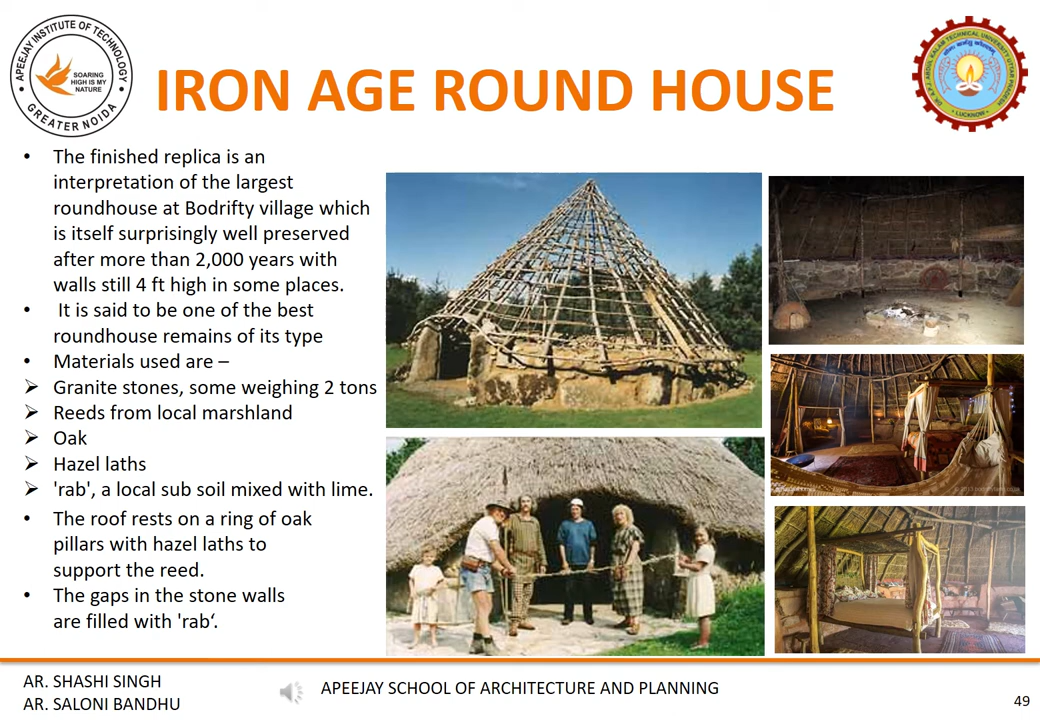 APEEJAY INSTITUTE OF TECHNOLOGY
SOARING
HIGH IS MY
NATURE
GREATER NOIDA
IRON AGE ROUND HOUSE
LUCKNOW
• The finished replica is an
interpretation of the largest
roundhouse at Bodrifty village which
is itself surprisingly well preserved
after more than 2,000 years with
walls still 4 ft high in some places.
• It is said to be one of the best
roundhouse remains of its type
• Materials used are –
➢ Granite stones, some weighing 2 tons
➢ Reeds from local marshland
➢ Oak
➢ Hazel laths
➢ 'rab', a local sub soil mixed with lime.
• The roof rests on a ring of oak
pillars with hazel laths to
support the reed.
• The gaps in the stone walls
are filled with 'rab‘.
AR. SHASHI SINGH
AR. SALONI BANDHU
APEEJAY SCHOOL OF ARCHITECTURE AND PLANNING
49